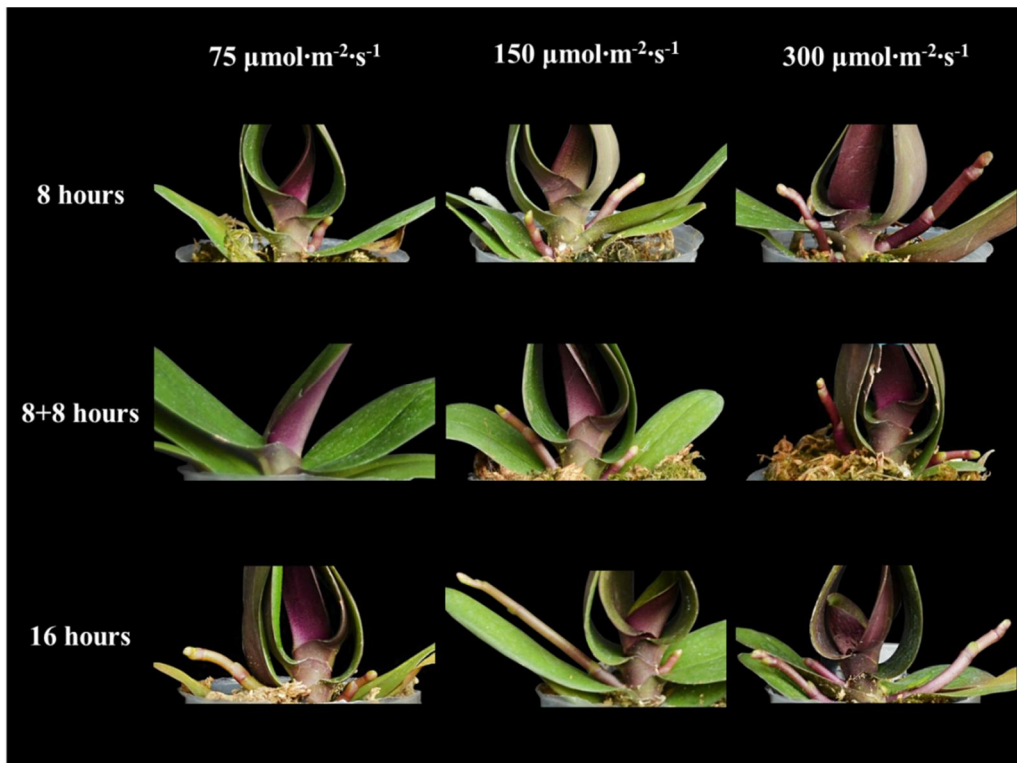 75 µmol·m⁻²·s⁻¹
150 µmol·m⁻²·s⁻¹
300 µmol·m⁻²·s⁻¹
8 hours
8+8 hours
16 hours